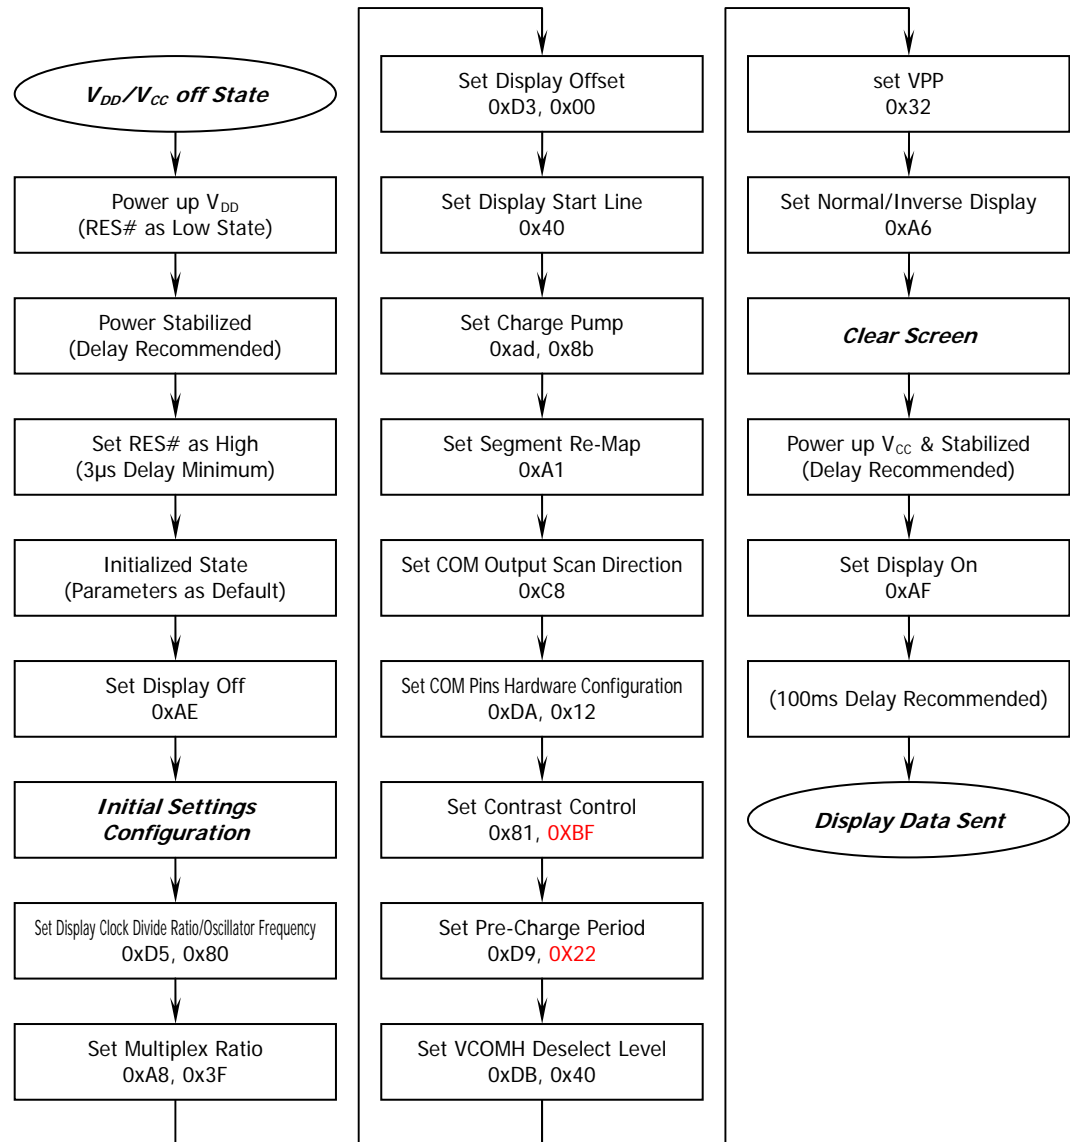 V_DD/V_CC off State
Power up V_DD
(RES# as Low State)
Power Stabilized
(Delay Recommended)
Set RES# as High
(3µs Delay Minimum)
Initialized State
(Parameters as Default)
Set Display Off
0xAE
Initial Settings
Configuration
Set Display Clock Divide Ratio/Oscillator Frequency
0xD5, 0x80
Set Multiplex Ratio
0xA8, 0x3F
Set Display Offset
0xD3, 0x00
Set Display Start Line
0x40
Set Charge Pump
0xad, 0x8b
Set Segment Re-Map
0xA1
Set COM Output Scan Direction
0xC8
Set COM Pins Hardware Configuration
0xDA, 0x12
Set Contrast Control
0x81, 0XBF
Set Pre-Charge Period
0xD9, 0X22
Set VCOMH Deselect Level
0xDB, 0x40
set VPP
0x32
Set Normal/Inverse Display
0xA6
Clear Screen
Power up V_CC & Stabilized
(Delay Recommended)
Set Display On
0xAF
(100ms Delay Recommended)
Display Data Sent